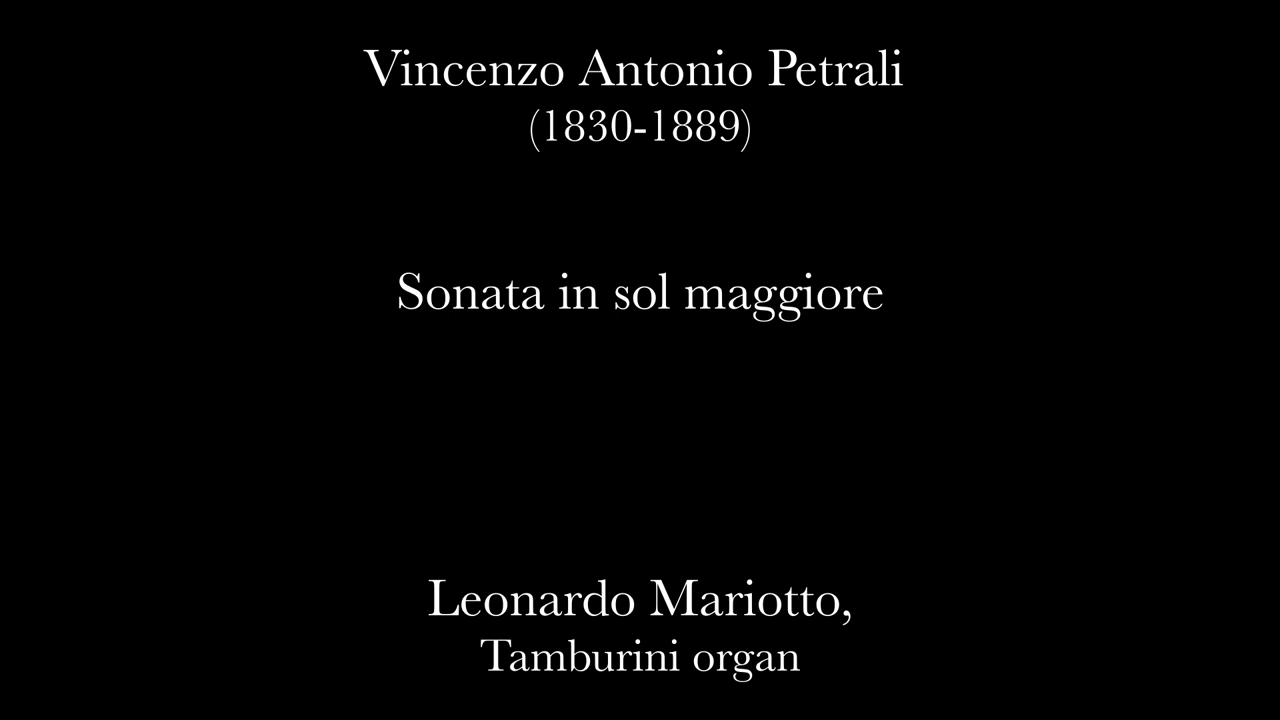 Vincenzo Antonio Petrali
(1830-1889)
Sonata in sol maggiore
Leonardo Mariotto,
Tamburini organ